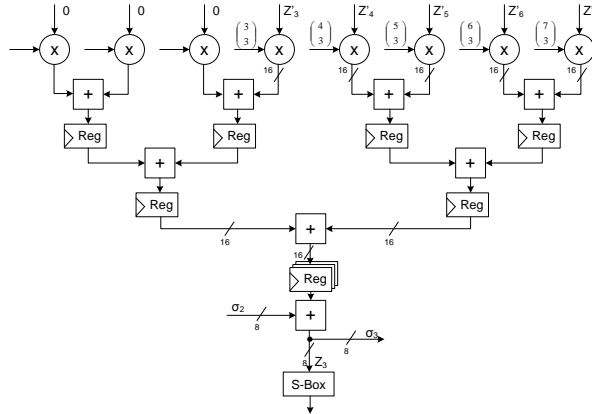 0 0 0 Z'3 Z'4 Z'5 Z'6 Z'
(3 3) (4 3) (5 3) (6 3) (7 3)
x x x x x x x x
16 16 16 16 16
+ + + +
Reg Reg Reg Reg
+ +
Reg Reg
16 + 16
16
Reg
σ2 8 +
σ3 8
8 Z3
S-Box